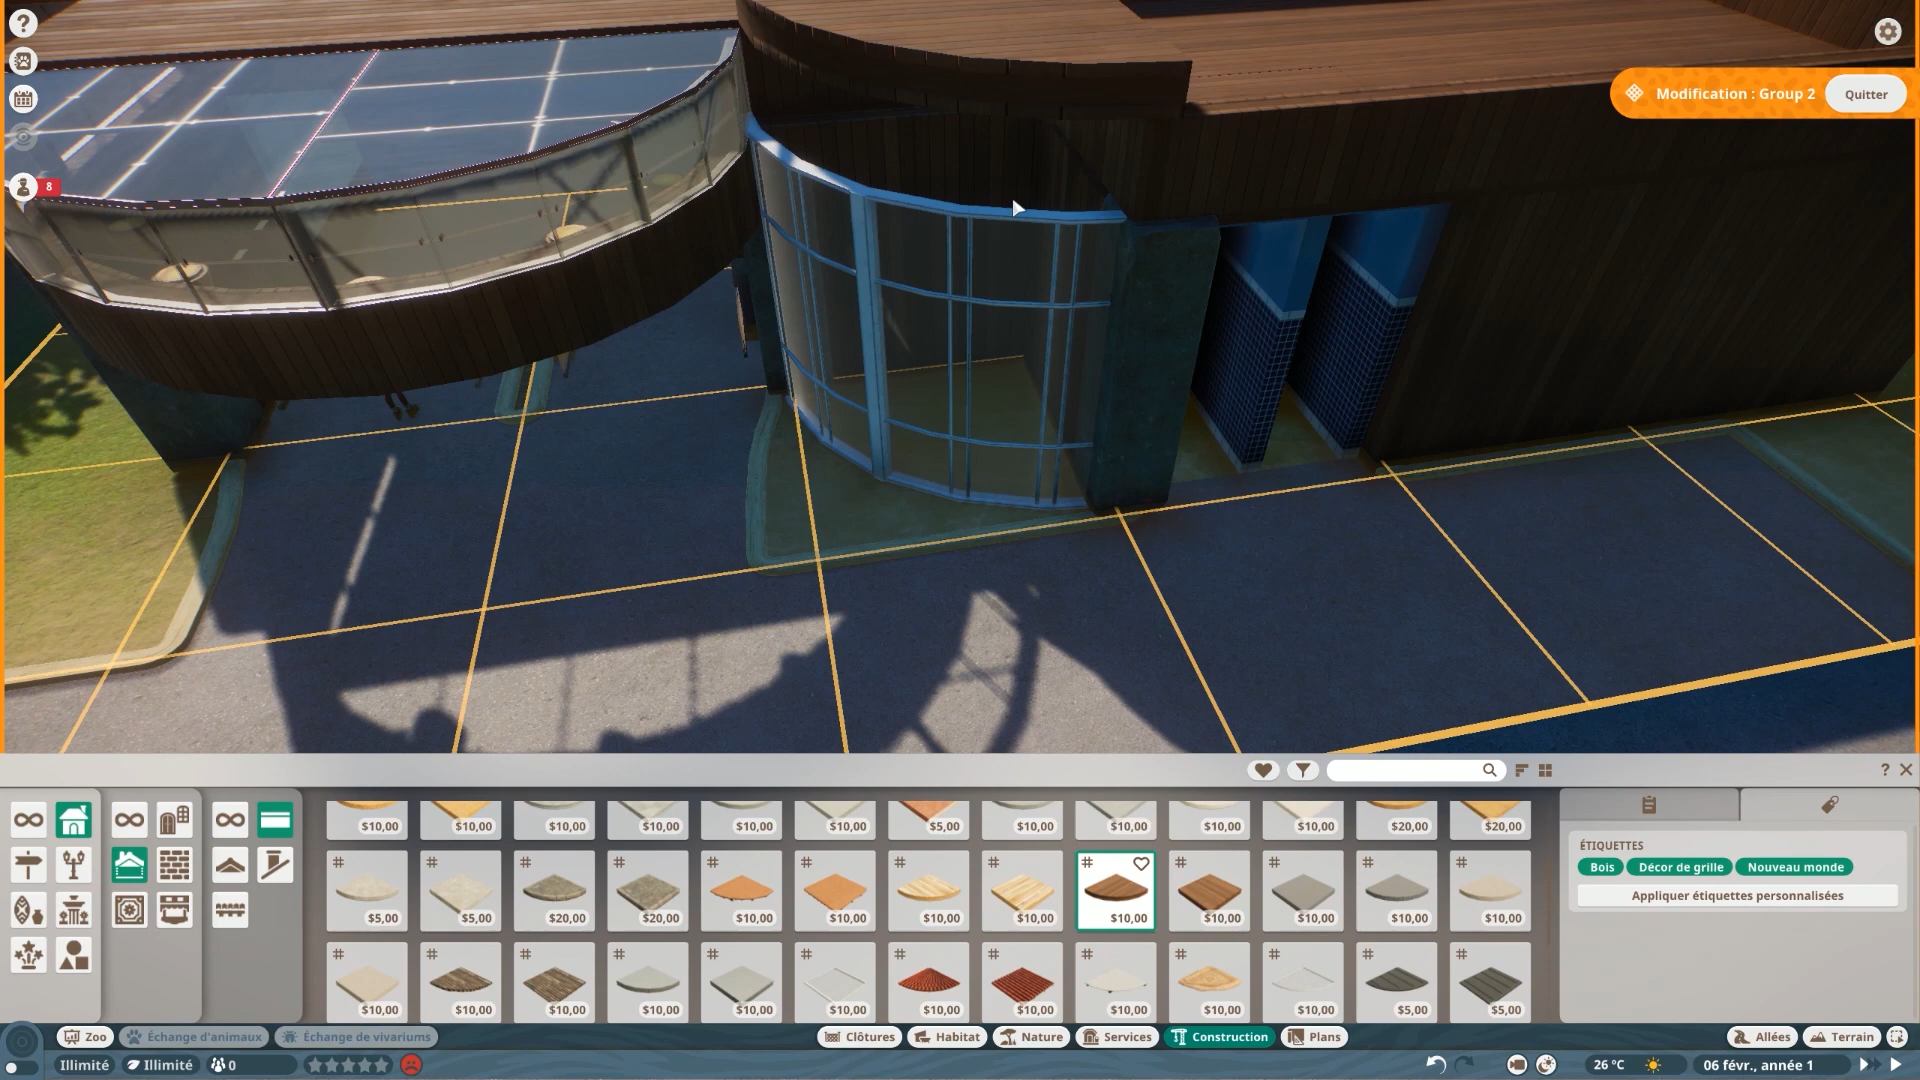 Modification : Group 2
Quitter
8
ÉTIQUETTES
Bois
Décor de grille
Nouveau monde
Appliquer étiquettes personnalisées
$10,00 $10,00 $10,00 $10,00 $10,00 $10,00 $5,00 $10,00 $10,00 $10,00 $10,00 $20,00 $20,00
$5,00 $5,00 $20,00 $20,00 $10,00 $10,00 $10,00 $10,00 $10,00 $10,00 $10,00 $10,00 $10,00
$10,00 $10,00 $10,00 $10,00 $10,00 $10,00 $10,00 $10,00 $10,00 $10,00 $10,00 $5,00 $5,00
Zoo
Échange d'animaux
Échange de vivariums
Clôtures
Habitat
Nature
Services
Construction
Plans
Allées
Terrain
Illimité
Illimité
0
26 °C
06 févr., année 1